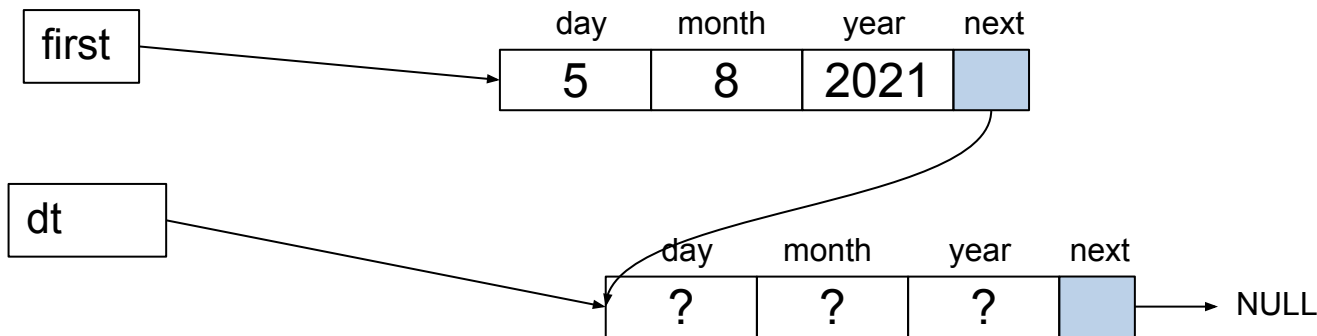 day month year next
first
5 8 2021
dt
day month year next
? ? ?
NULL